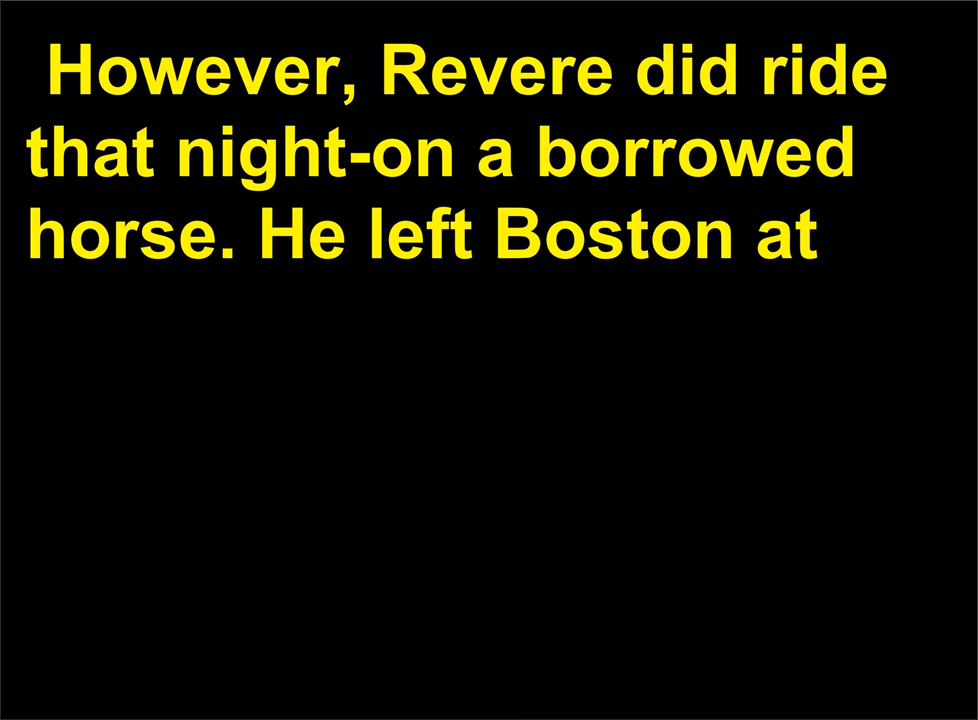 However, Revere did ride
that night-on a borrowed
horse. He left Boston at